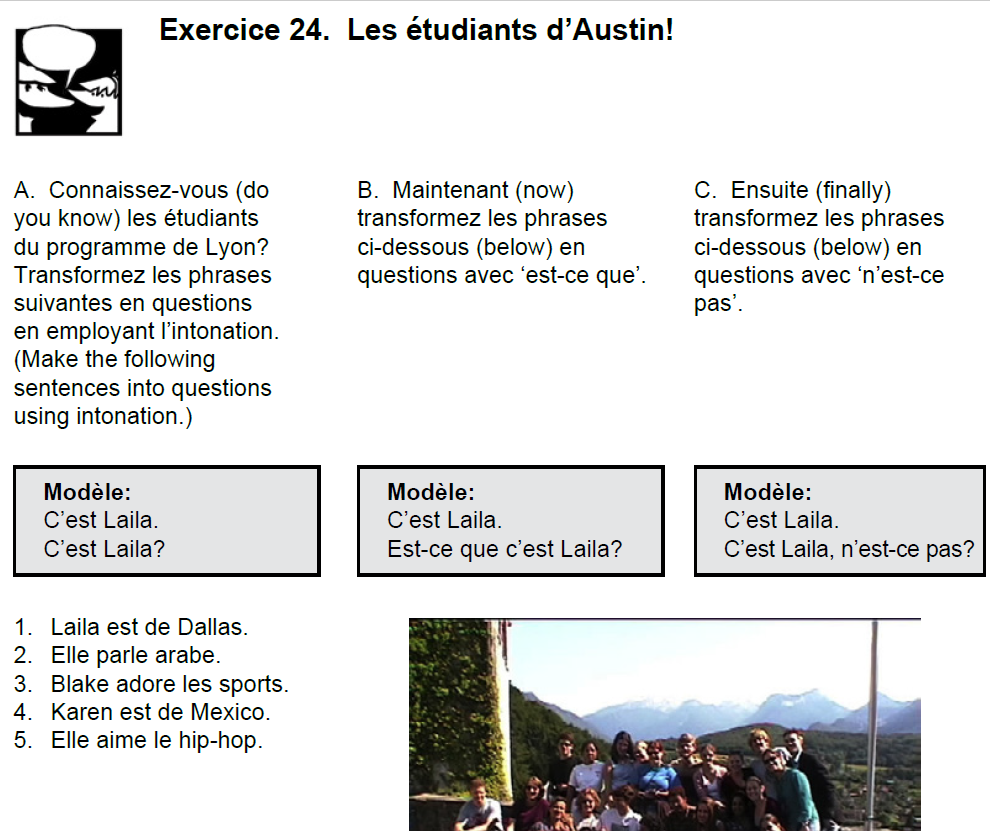 Exercice 24.  Les étudiants d'Austin!
A.  Connaissez-vous (do
you know) les étudiants
du programme de Lyon?
Transformez les phrases
suivantes en questions
en employant l'intonation.
(Make the following
sentences into questions
using intonation.)
B.  Maintenant (now)
transformez les phrases
ci-dessous (below) en
questions avec 'est-ce que'.
C.  Ensuite (finally)
transformez les phrases
ci-dessous (below) en
questions avec 'n'est-ce
pas'.
Modèle:
C'est Laila.
C'est Laila?
Modèle:
C'est Laila.
Est-ce que c'est Laila?
Modèle:
C'est Laila.
C'est Laila, n'est-ce pas?
1.  Laila est de Dallas.
2.  Elle parle arabe.
3.  Blake adore les sports.
4.  Karen est de Mexico.
5.  Elle aime le hip-hop.